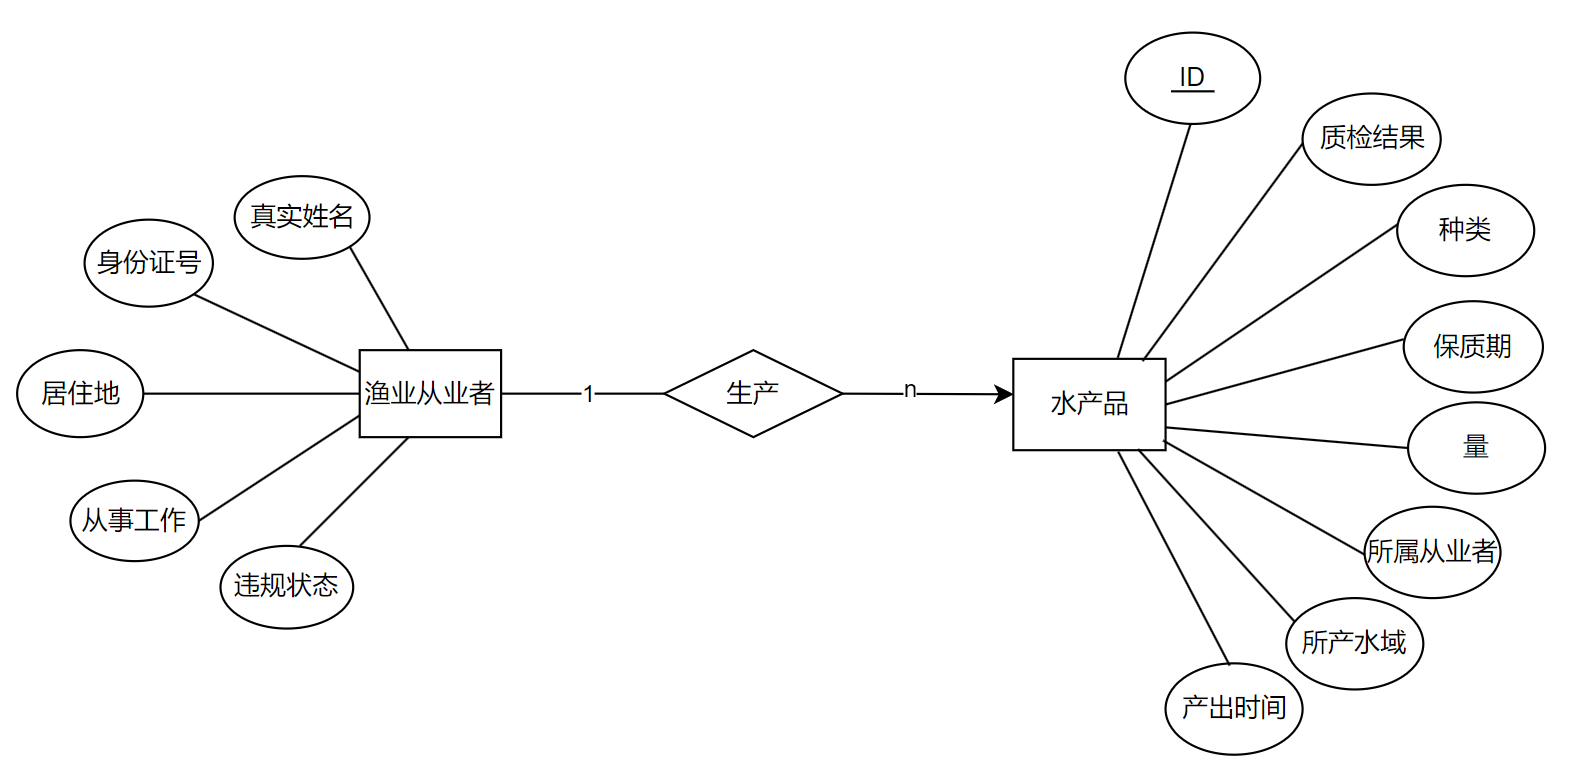 ID
质检结果
种类
真实姓名
身份证号
保质期
居住地
渔业从业者
1
生产
n
水产品
量
从事工作
所属从业者
违规状态
所产水域
产出时间